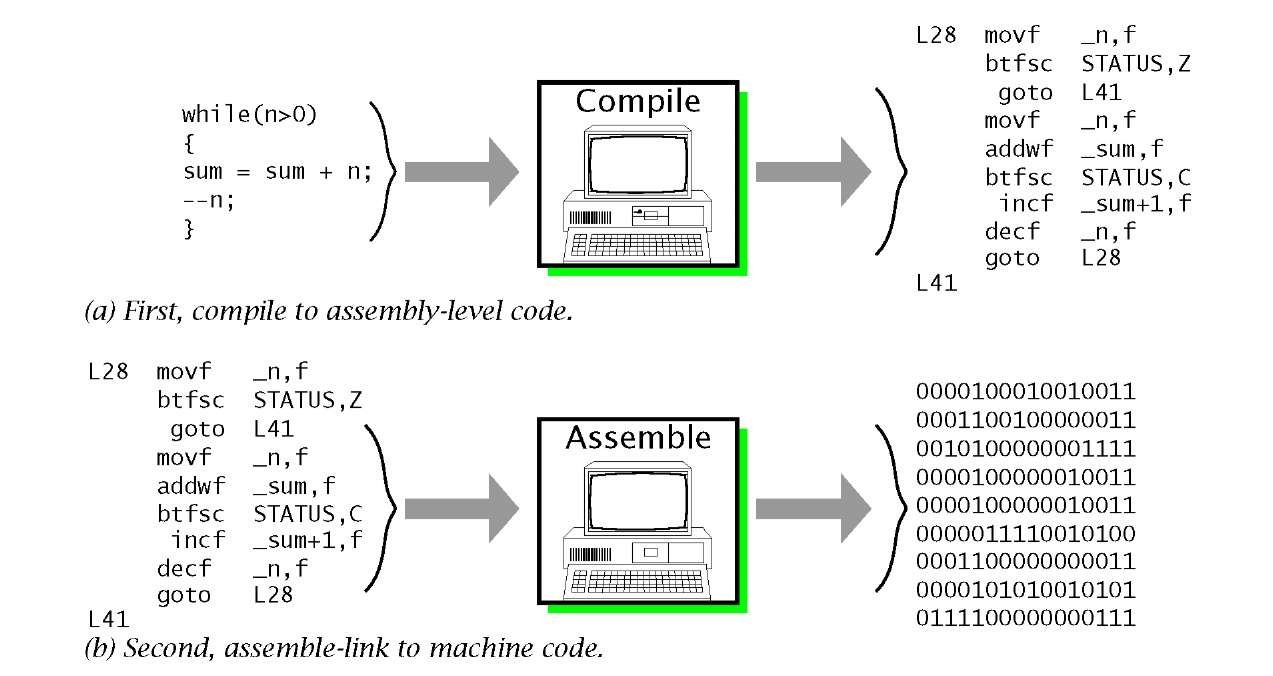 while(n>0)
{
sum = sum + n;
--n;
}
Compile
L28 movf _n,f
btfsc STATUS,Z
goto L41
movf _n,f
addwf _sum,f
btfsc STATUS,C
incf _sum+1,f
decf _n,f
goto L28
L41
(a) First, compile to assembly-level code.
L28 movf _n,f
btfsc STATUS,Z
goto L41
movf _n,f
addwf _sum,f
btfsc STATUS,C
incf _sum+1,f
decf _n,f
goto L28
L41
Assemble
0000100010010011
0001100100000011
0010100000001111
0000100000010011
0000100000010011
0000011110010100
0001100000000011
0000101010010101
0111100000000111
(b) Second, assemble-link to machine code.